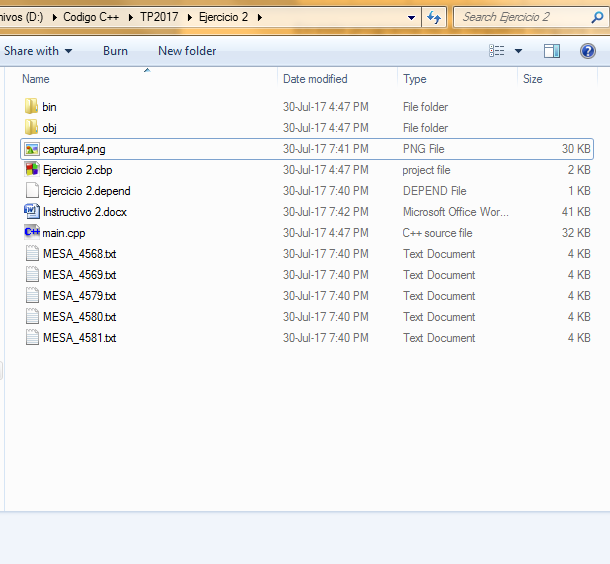 nivos (D:) ▸ Codigo C++ ▸ TP2017 ▸ Ejercicio 2 ▸ Search Ejercicio 2
Share with Burn New folder
Name Date modified Type Size
bin 30-Jul-17 4:47 PM File folder
obj 30-Jul-17 4:47 PM File folder
captura4.png 30-Jul-17 7:41 PM PNG File 30 KB
Ejercicio 2.cbp 30-Jul-17 4:47 PM project file 2 KB
Ejercicio 2.depend 30-Jul-17 7:40 PM DEPEND File 1 KB
Instructivo 2.docx 30-Jul-17 7:42 PM Microsoft Office Wor... 41 KB
C++ main.cpp 30-Jul-17 4:47 PM C++ source file 32 KB
MESA_4568.txt 30-Jul-17 7:40 PM Text Document 4 KB
MESA_4569.txt 30-Jul-17 7:40 PM Text Document 4 KB
MESA_4579.txt 30-Jul-17 7:40 PM Text Document 4 KB
MESA_4580.txt 30-Jul-17 7:40 PM Text Document 4 KB
MESA_4581.txt 30-Jul-17 7:40 PM Text Document 4 KB